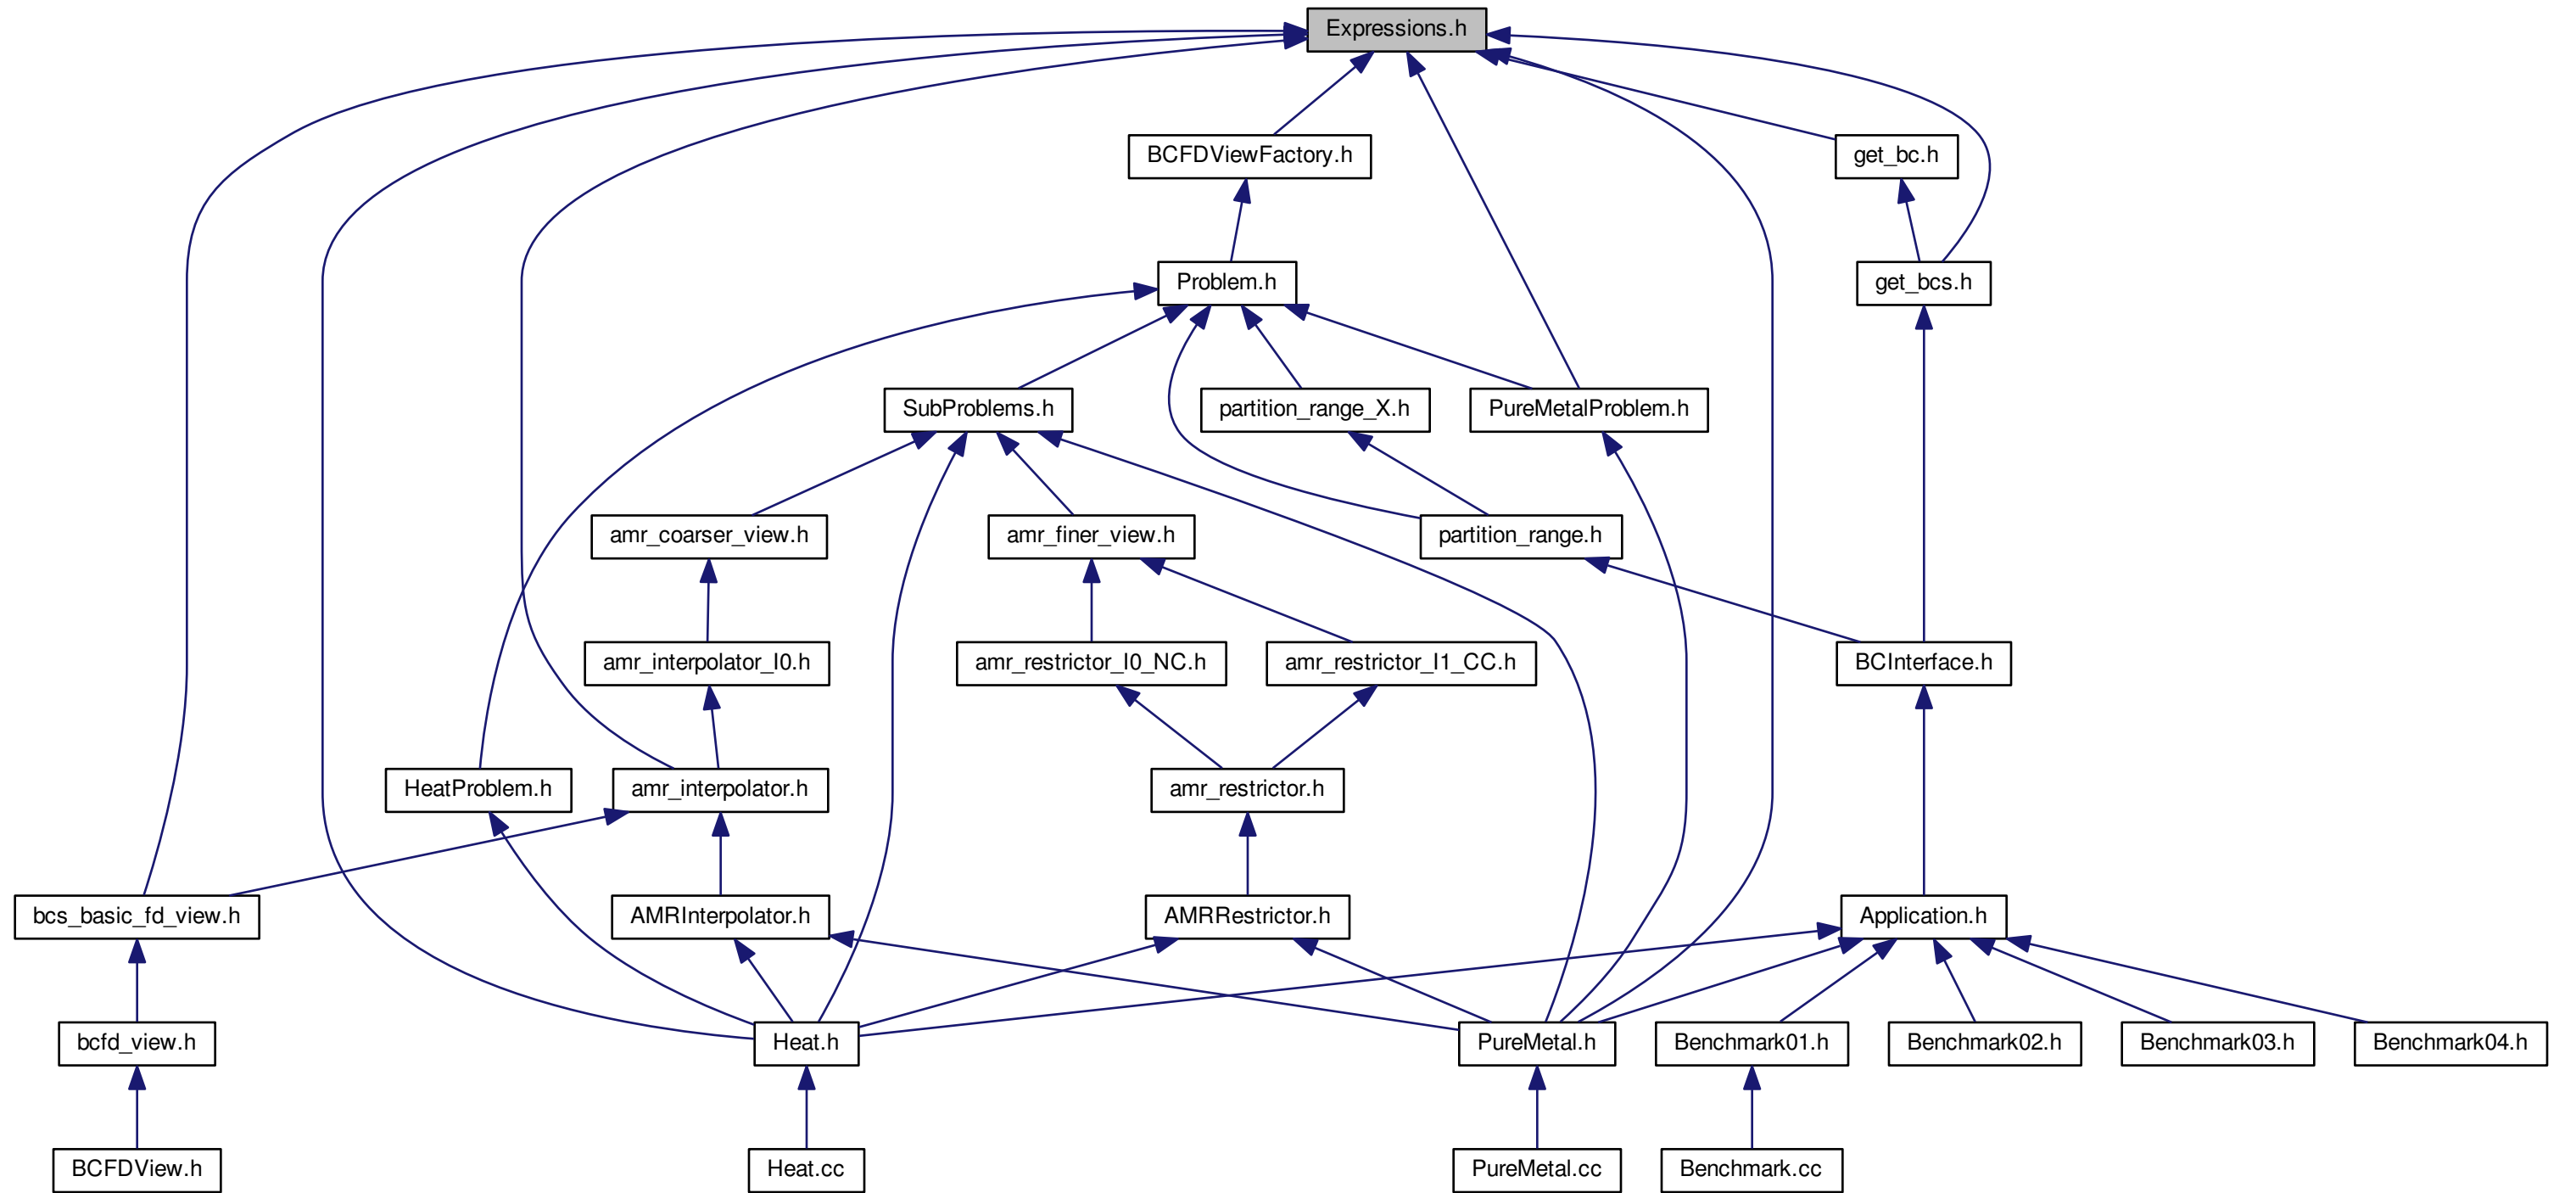 Expressions.h
BCFDViewFactory.h
get_bc.h
Problem.h
get_bcs.h
SubProblems.h
partition_range_X.h
PureMetalProblem.h
amr_coarser_view.h
amr_finer_view.h
partition_range.h
amr_interpolator_I0.h
amr_restrictor_I0_NC.h
amr_restrictor_I1_CC.h
BCInterface.h
HeatProblem.h
amr_interpolator.h
amr_restrictor.h
bcs_basic_fd_view.h
AMRInterpolator.h
AMRRestrictor.h
Application.h
bcfd_view.h
Heat.h
PureMetal.h
Benchmark01.h
Benchmark02.h
Benchmark03.h
Benchmark04.h
BCFDView.h
Heat.cc
PureMetal.cc
Benchmark.cc